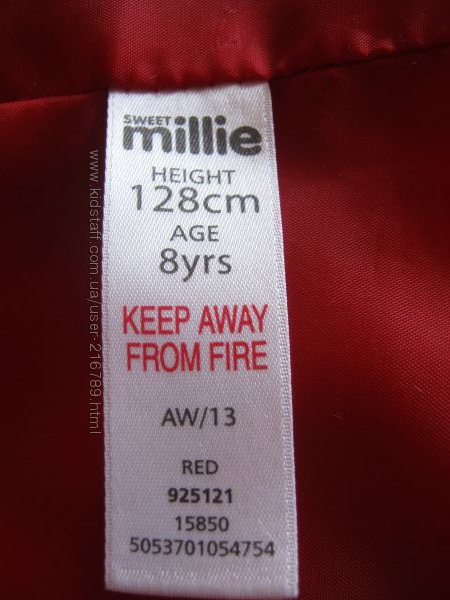 SWEET
millie
HEIGHT
128cm
AGE
8yrs
KEEP AWAY
FROM FIRE
AW/13
RED
925121
15850
5053701054754
www.kidstaff.com.ua/user-216789.html